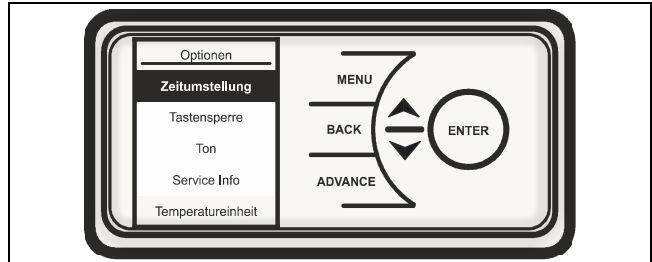 Optionen
Zeitumstellung
Tastensperre
Ton
Service Info
Temperatureinheit
MENU
BACK
ADVANCE
ENTER